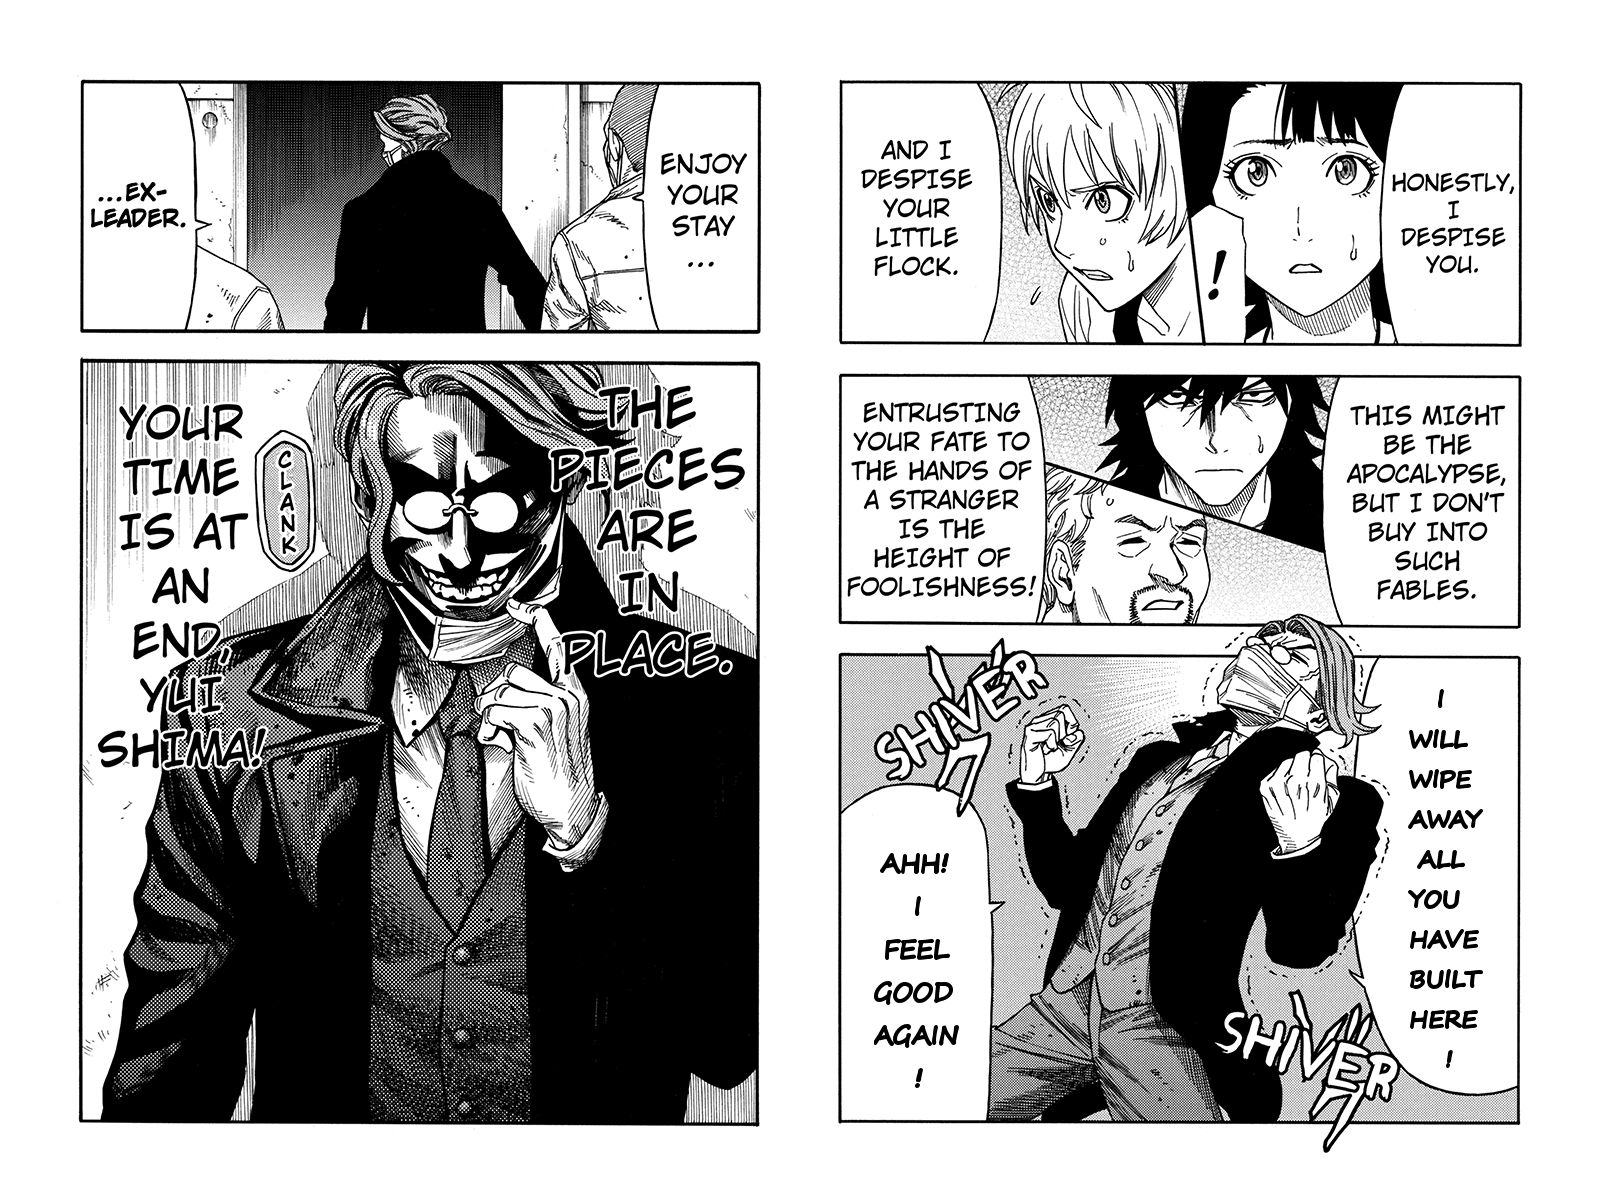 HONESTLY,
I
DESPISE
YOU.
!
AND I
DESPISE
YOUR
LITTLE
FLOCK.
THIS MIGHT
BE THE
APOCALYPSE,
BUT I DON'T
BUY INTO
SUCH
FABLES.
ENTRUSTING
YOUR FATE TO
THE HANDS OF
A STRANGER
IS THE
HEIGHT OF
FOOLISHNESS!
I
WILL
WIPE
AWAY
ALL
YOU
HAVE
BUILT
HERE
!
SHIVER
SHIVER
AHH!
I
FEEL
GOOD
AGAIN
!
ENJOY
YOUR
STAY
...
...EX-
LEADER.
THE
PIECES
ARE
IN
PLACE.
CLANK
YOUR
TIME
IS AT
AN
END,
YUI
SHIMA!